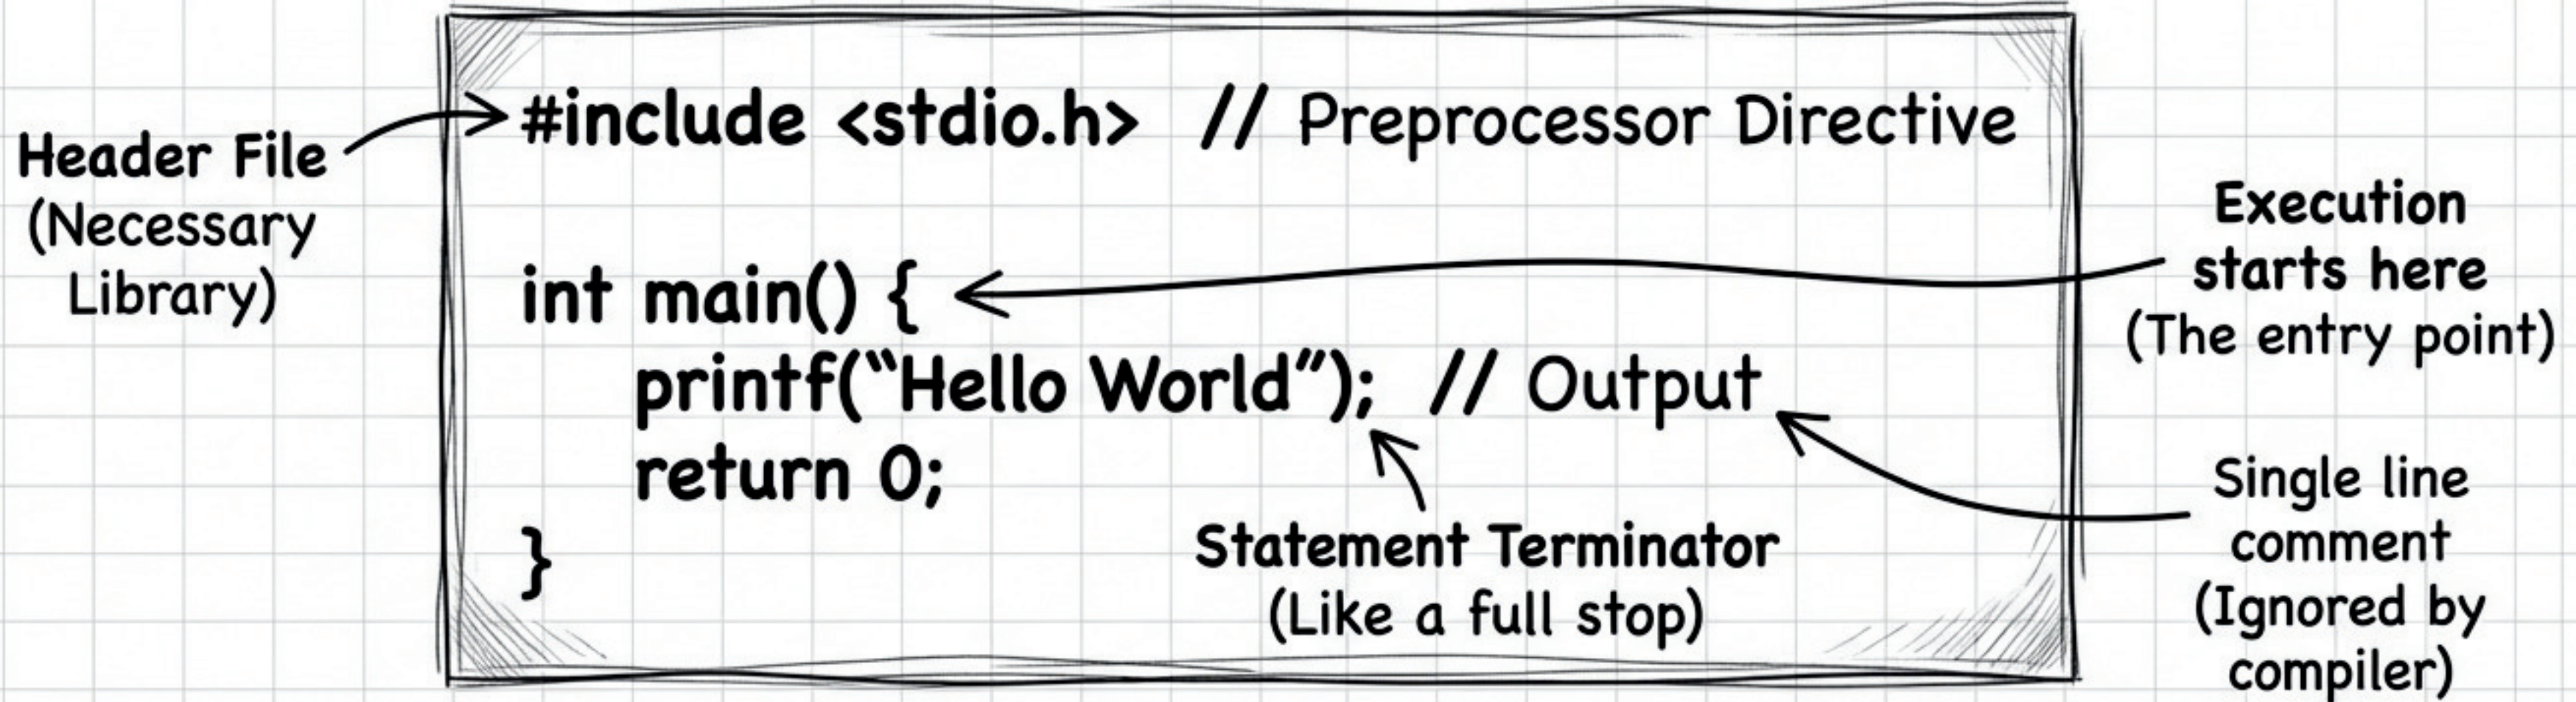 #include <stdio.h> // Preprocessor Directive
Header File
(Necessary
Library)
int main() {
printf(“Hello World”); // Output
return 0;
}
Execution
starts here
(The entry point)
Statement Terminator
(Like a full stop)
Single line
comment
(Ignored by
compiler)